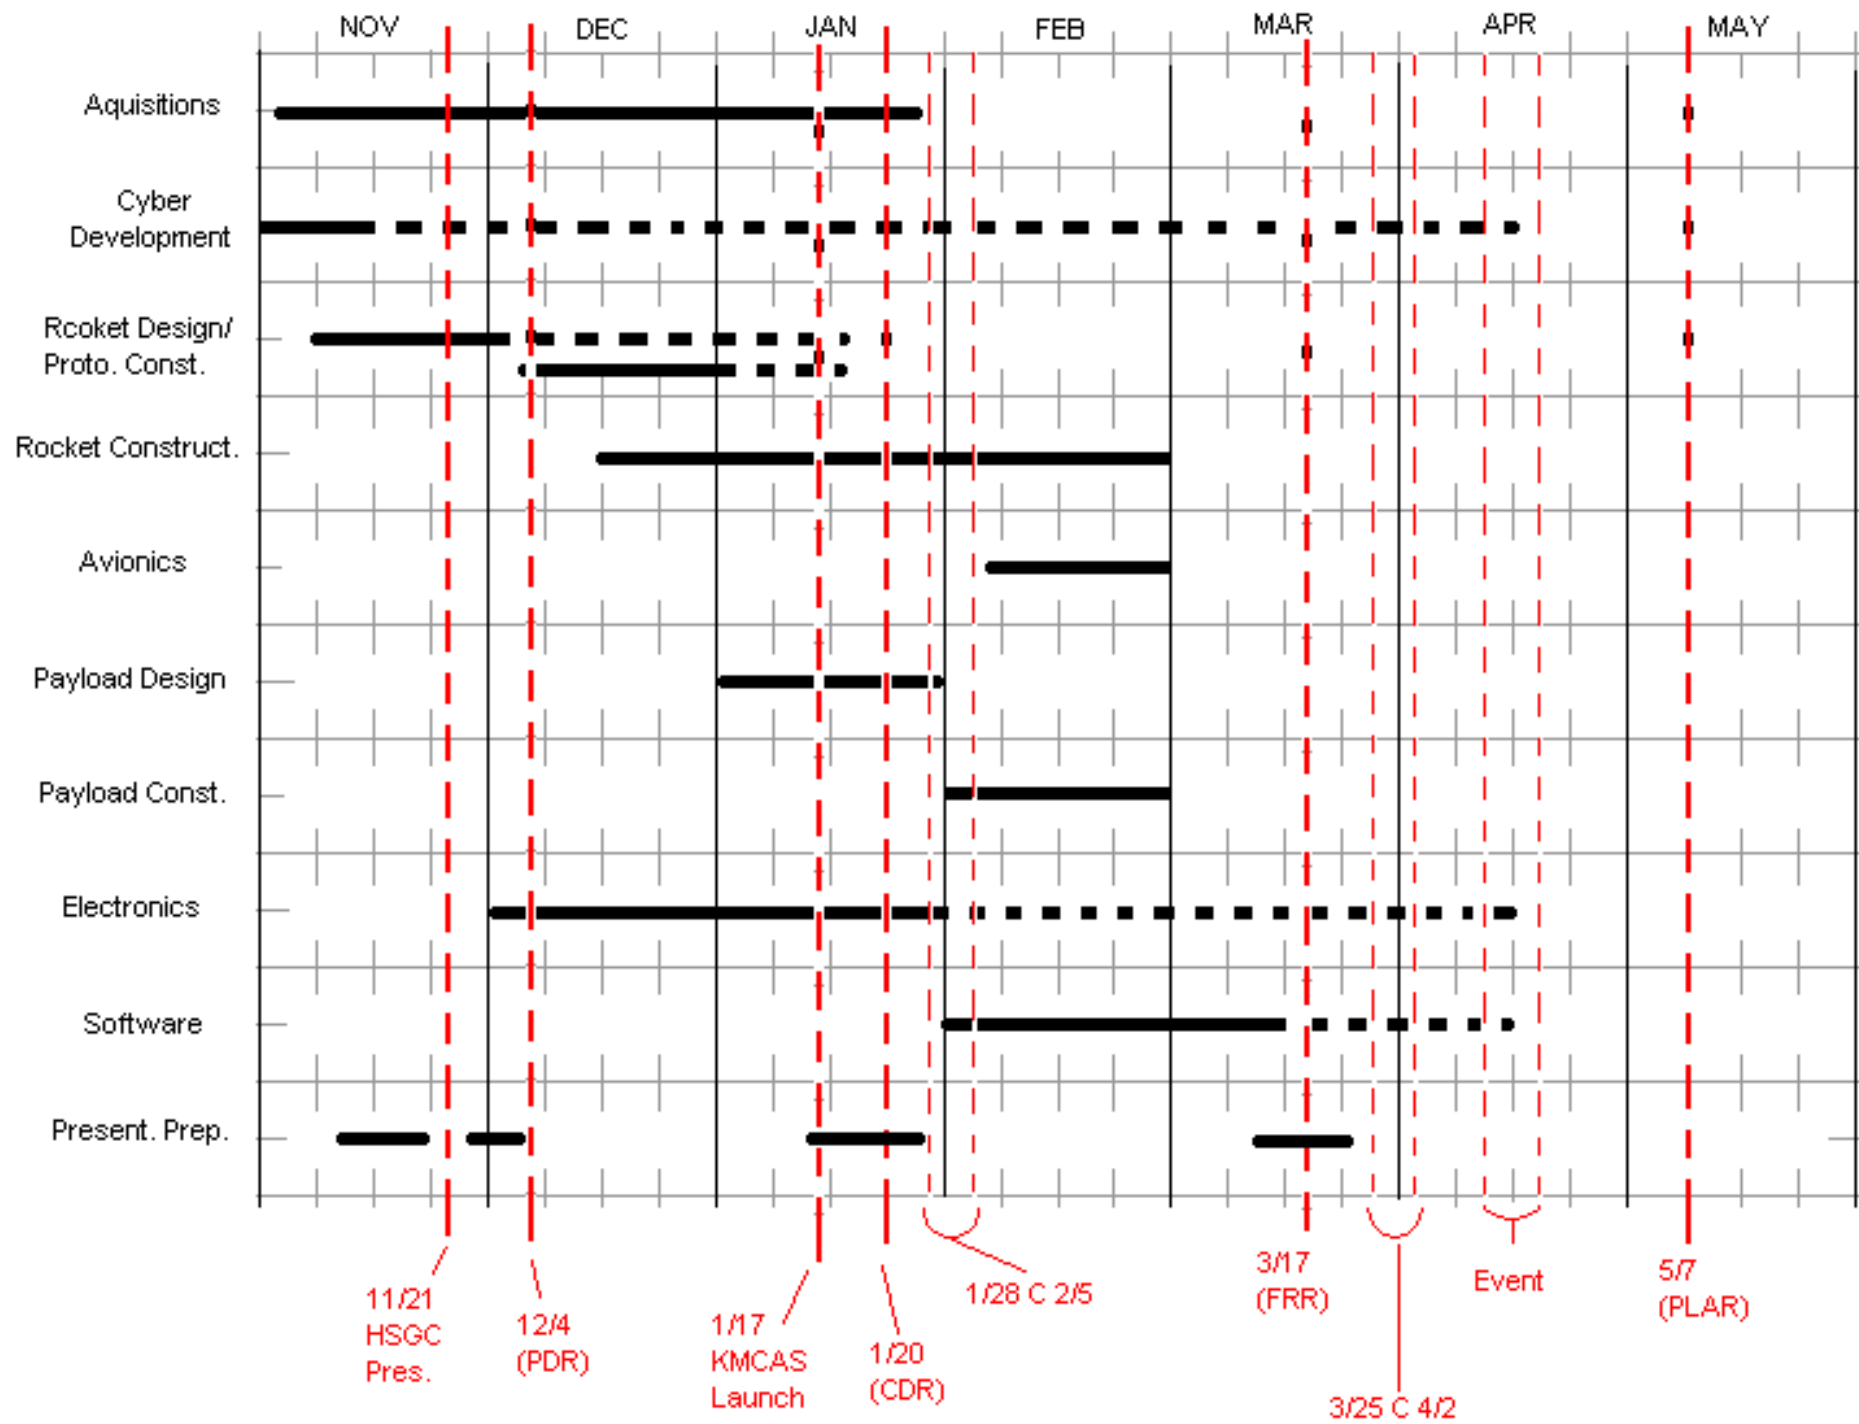 NOV DEC JAN FEB MAR APR MAY
Aquisitions
Cyber
Development
Rcoket Design/
Proto. Const.
Rocket Construct.
Avionics
Payload Design
Payload Const.
Electronics
Software
Present. Prep.
11/21
HSGC
Pres.
12/4
(PDR)
1/17
KMCAS
Launch
1/20
(CDR)
1/28 C 2/5
3/17
(FRR)
3/25 C 4/2
Event
5/7
(PLAR)